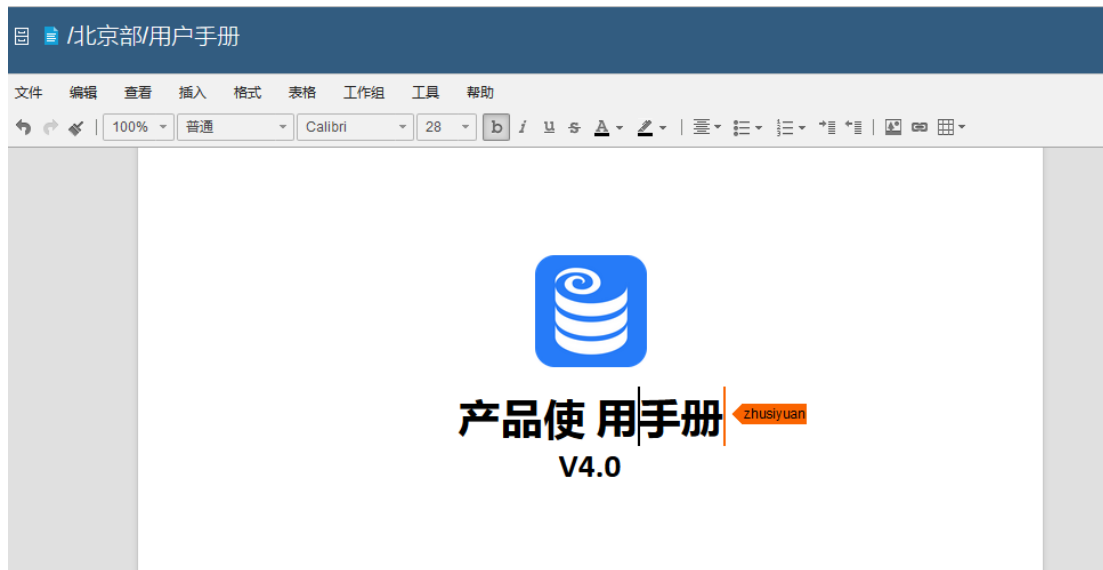 /北京部/用户手册
文件 编辑 查看 插入 格式 表格 工作组 工具 帮助
100% 普通 Calibri 28 b i u s A
产品使 用手册 zhusiyuan
V4.0